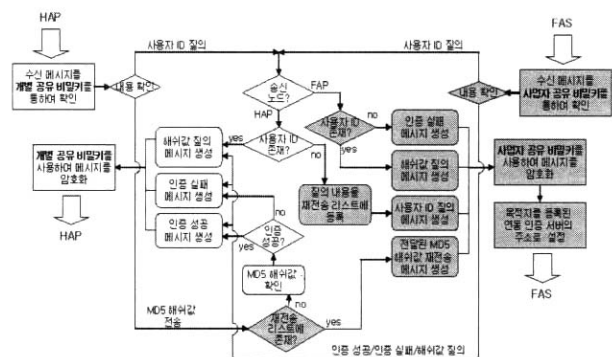 HAP
FAS
사용자 ID 질의
사용자 ID 질의
수신 메시지를
개별 공유 비밀키를
통하여 확인
내용 확인
송신
노드?
FAP
HAP
내용 확인
수신 메시지를
사업자 공유 비밀키를
통하여 확인
사용자 ID
존재?
no
yes
인증 실패
메시지 생성
해쉬값 질의
메시지 생성
yes
사용자 ID
존재?
no
해쉬값 질의
메시지 생성
개별 공유 비밀키를
사용하여 메시지를
암호화
사업자 공유 비밀키를
사용하여 메시지를
암호화
인증 실패
메시지 생성
질의 내용을
재전송 리스트에
등록
사용자 ID 질의
메시지 생성
HAP
인증 성공
메시지 생성
no
yes
인증
성공?
목적지를 등록된
연동 인증 서버의
주소로 설정
전달된 MD5
해쉬값 재전송
메시지 생성
MD5 해쉬값
확인
FAS
MD5 해쉬값
전송
no
재전송
리스트에
존재?
yes
인증 성공/인증 실패/해쉬값 질의